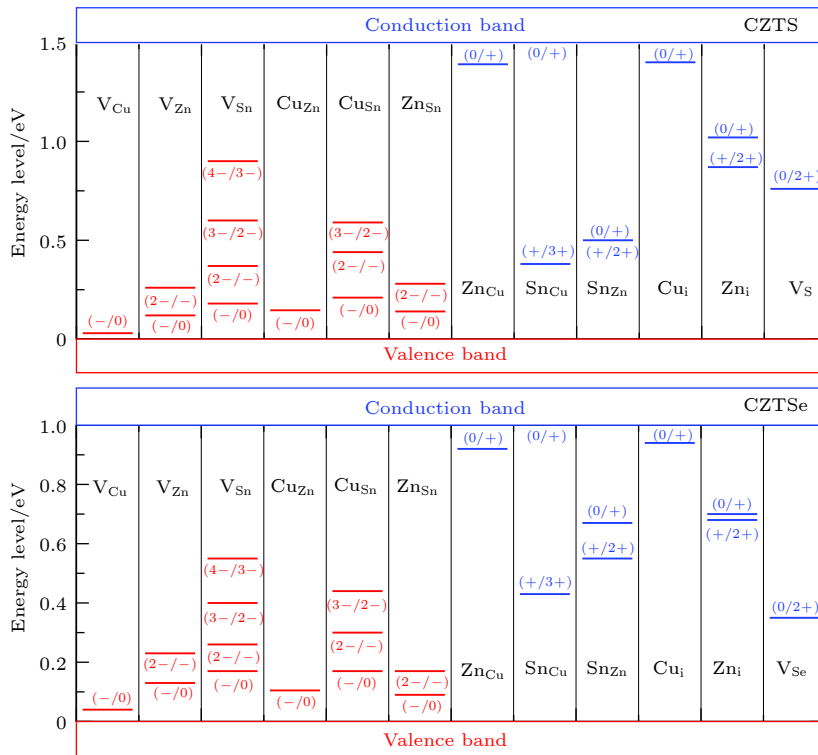 Conduction band CZTS
1.5 (0/+) (0/+) (0/+)
V_Cu V_Zn V_Sn Cu_Zn Cu_Sn Zn_Sn
1.0 (0/+)
(4−/3−) (+/2+) (0/2+)
Energy level/eV
(3−/2−) (3−/2−) (0/+)
0.5 (2−/−) (+/3+) (+/2+)
(2−/−) (2−/−) (2−/−) Zn_Cu Sn_Cu Sn_Zn Cu_i Zn_i V_S
(−/0) (−/0) (−/0) (−/0) (−/0) (−/0)
0
Valence band
Conduction band CZTSe
1.0 (0/+) (0/+) (0/+)
V_Cu V_Zn V_Sn Cu_Zn Cu_Sn Zn_Sn
0.8
(0/+) (0/+)
Energy level/eV
0.6 (4−/3−) (+/2+) (+/2+)
0.4 (3−/2−) (3−/2−) (+/3+) (0/2+)
0.2 (2−/−) (2−/−) (2−/−) (2−/−) Zn_Cu Sn_Cu Sn_Zn Cu_i Zn_i V_Se
(−/0) (−/0) (−/0) (−/0) (−/0) (−/0)
0
Valence band